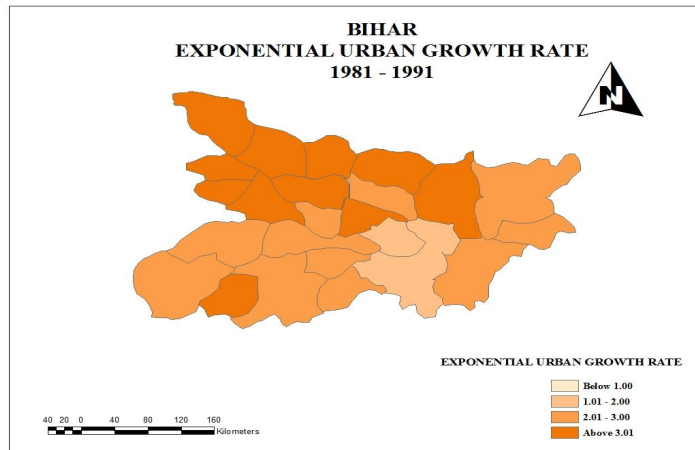 BIHAR
EXPONENTIAL URBAN GROWTH RATE
1981 - 1991
N
EXPONENTIAL URBAN GROWTH RATE
Below 1.00
1.01 - 2.00
2.01 - 3.00
Above 3.01
40 20 0 40 80 120 160
Kilometers